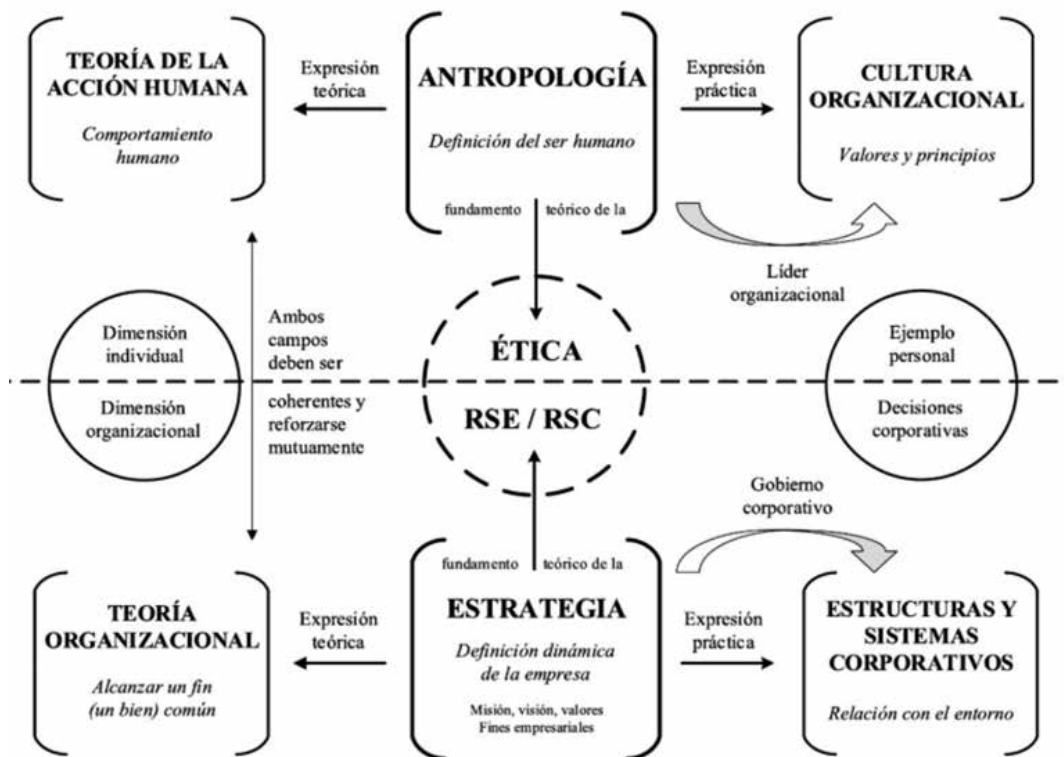 TEORÍA DE LA
ACCIÓN HUMANA
Comportamiento
humano
Expresión
teórica
ANTROPOLOGÍA
Definición del ser humano
fundamento teórico de la
Expresión
práctica
CULTURA
ORGANIZACIONAL
Valores y principios
Líder
organizacional
Dimensión
individual
Dimensión
organizacional
Ambos
campos
deben ser
coherentes y
reforzarse
mutuamente
ÉTICA
RSE / RSC
Ejemplo
personal
Decisiones
corporativas
Gobierno
corporativo
TEORÍA
ORGANIZACIONAL
Alcanzar un fin
(un bien) común
Expresión
teórica
fundamento teórico de la
ESTRATEGIA
Definición dinámica
de la empresa
Misión, visión, valores
Fines empresariales
Expresión
práctica
ESTRUCTURAS Y
SISTEMAS
CORPORATIVOS
Relación con el entorno